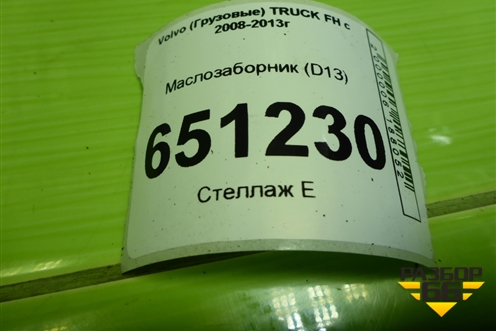 Volvo (Грузовые) TRUCK FH с
2008-2013г
Маслозаборник (D13)
651230
Стеллаж Е
РАЗБОР
66